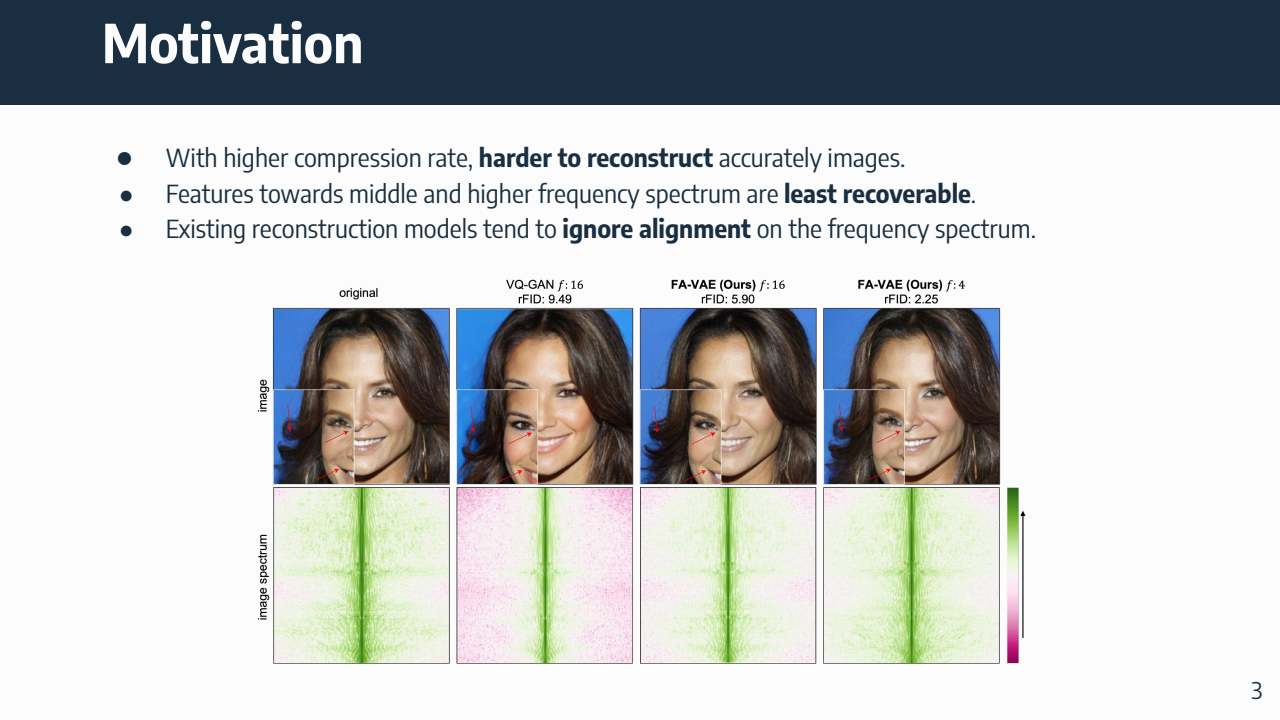 Motivation
● With higher compression rate, harder to reconstruct accurately images.
● Features towards middle and higher frequency spectrum are least recoverable.
● Existing reconstruction models tend to ignore alignment on the frequency spectrum.
original
VQ-GAN f: 16
rFID: 9.49
FA-VAE (Ours) f: 16
rFID: 5.90
FA-VAE (Ours) f: 4
rFID: 2.25
image
image spectrum
3